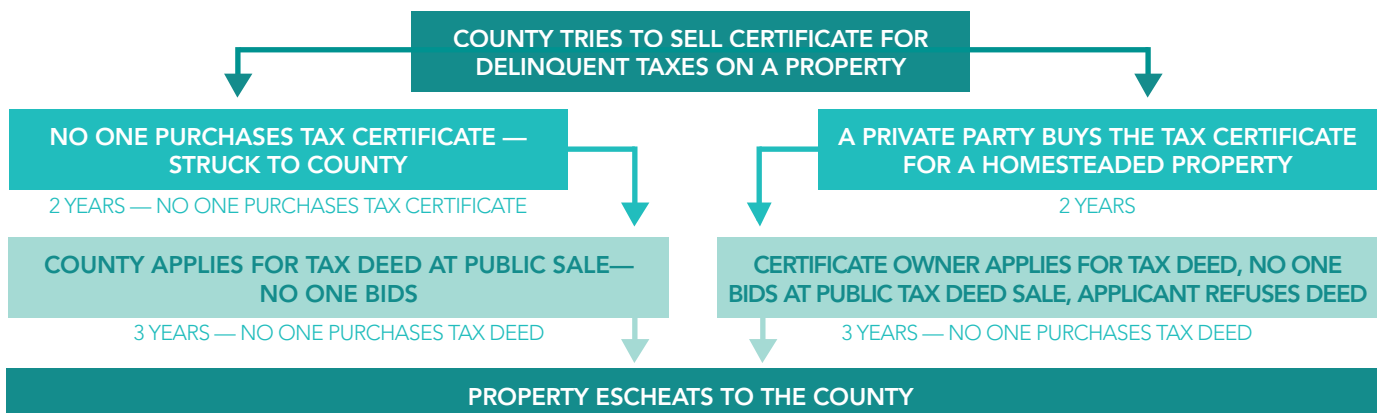 COUNTY TRIES TO SELL CERTIFICATE FOR
DELINQUENT TAXES ON A PROPERTY
NO ONE PURCHASES TAX CERTIFICATE —
STRUCK TO COUNTY
2 YEARS — NO ONE PURCHASES TAX CERTIFICATE
COUNTY APPLIES FOR TAX DEED AT PUBLIC SALE—
NO ONE BIDS
3 YEARS — NO ONE PURCHASES TAX DEED
A PRIVATE PARTY BUYS THE TAX CERTIFICATE
FOR A HOMESTEADED PROPERTY
2 YEARS
CERTIFICATE OWNER APPLIES FOR TAX DEED, NO ONE
BIDS AT PUBLIC TAX DEED SALE, APPLICANT REFUSES DEED
3 YEARS — NO ONE PURCHASES TAX DEED
PROPERTY ESCHEATS TO THE COUNTY